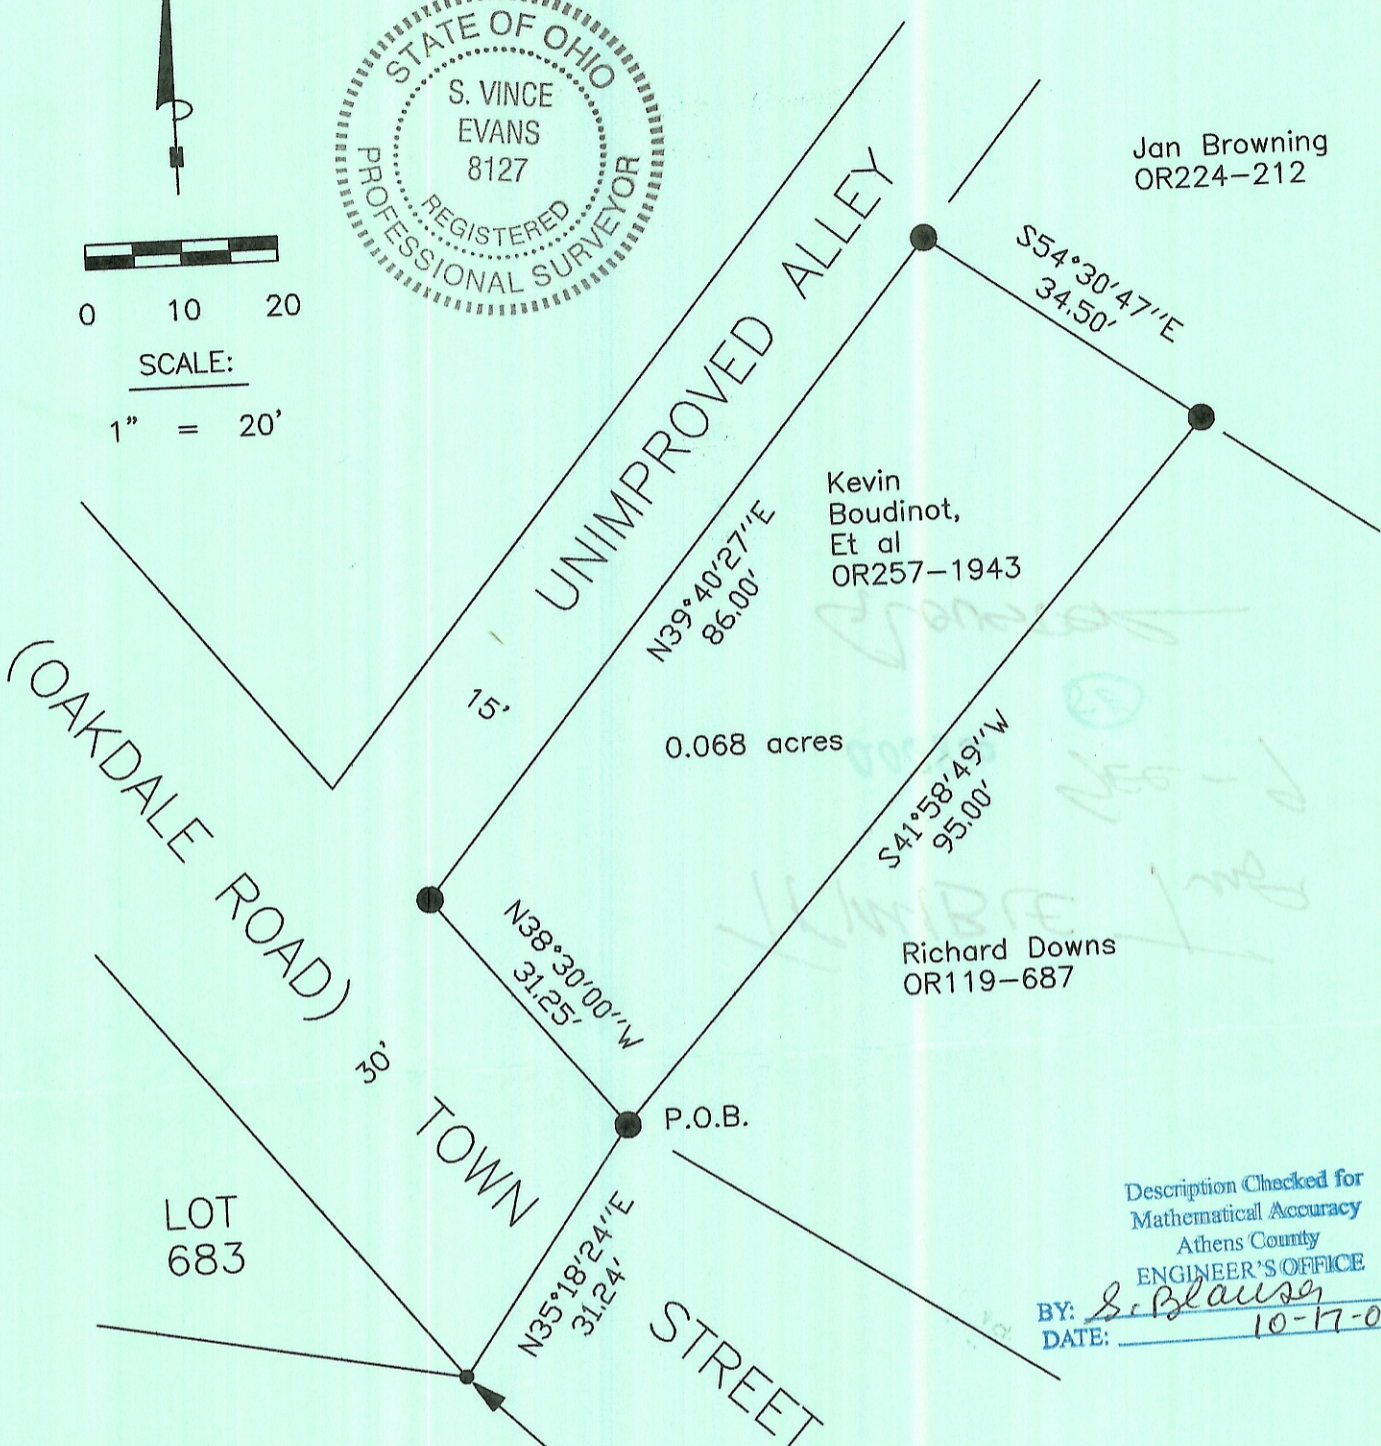 STATE OF OHIO
S. VINCE
EVANS
8127
REGISTERED
PROFESSIONAL SURVEYOR
0 10 20
SCALE:
1" = 20'
Jan Browning
OR224-212
S54°30'47"E
34.50'
UNIMPROVED ALLEY
15'
Kevin
Boudinot,
Et al
OR257-1943
N39°40'27"E
86.00'
0.068 acres
S41°58'49"W
95.00'
(OAKDALE ROAD)
30'
TOWN
STREET
N38°30'00"W
31.25'
Richard Downs
OR119-687
P.O.B.
LOT
683
N35°18'24"E
31.24'
Description Checked for
Mathematical Accuracy
Athens County
ENGINEER'S OFFICE
BY: S. Blauser
DATE: 10-17-0